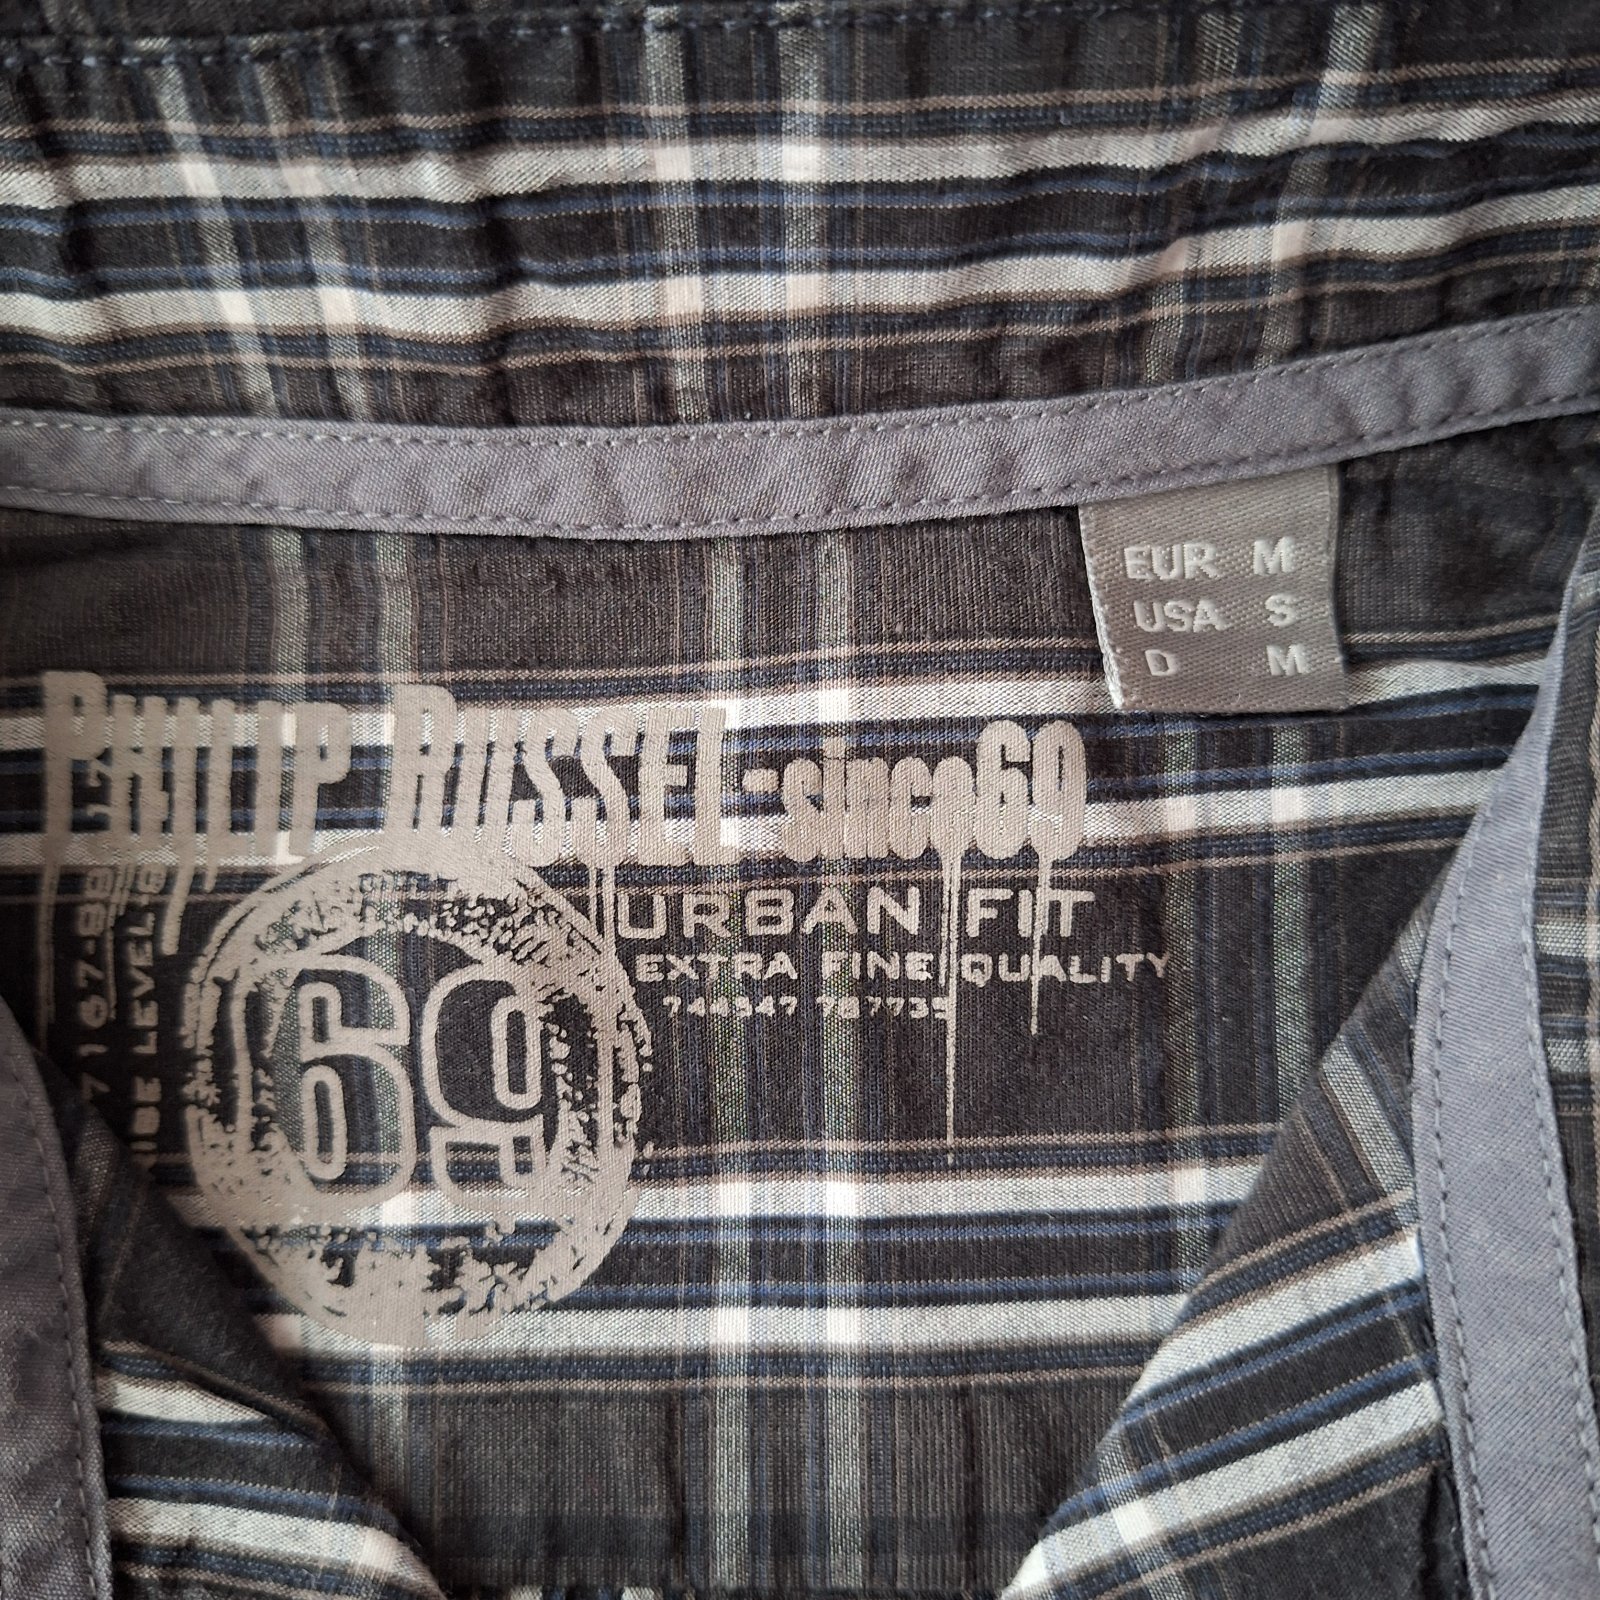 EUR M
USA S
D M
PHILIP RUSSEL-since69
URBAN FIT
EXTRA FINE QUALITY
69